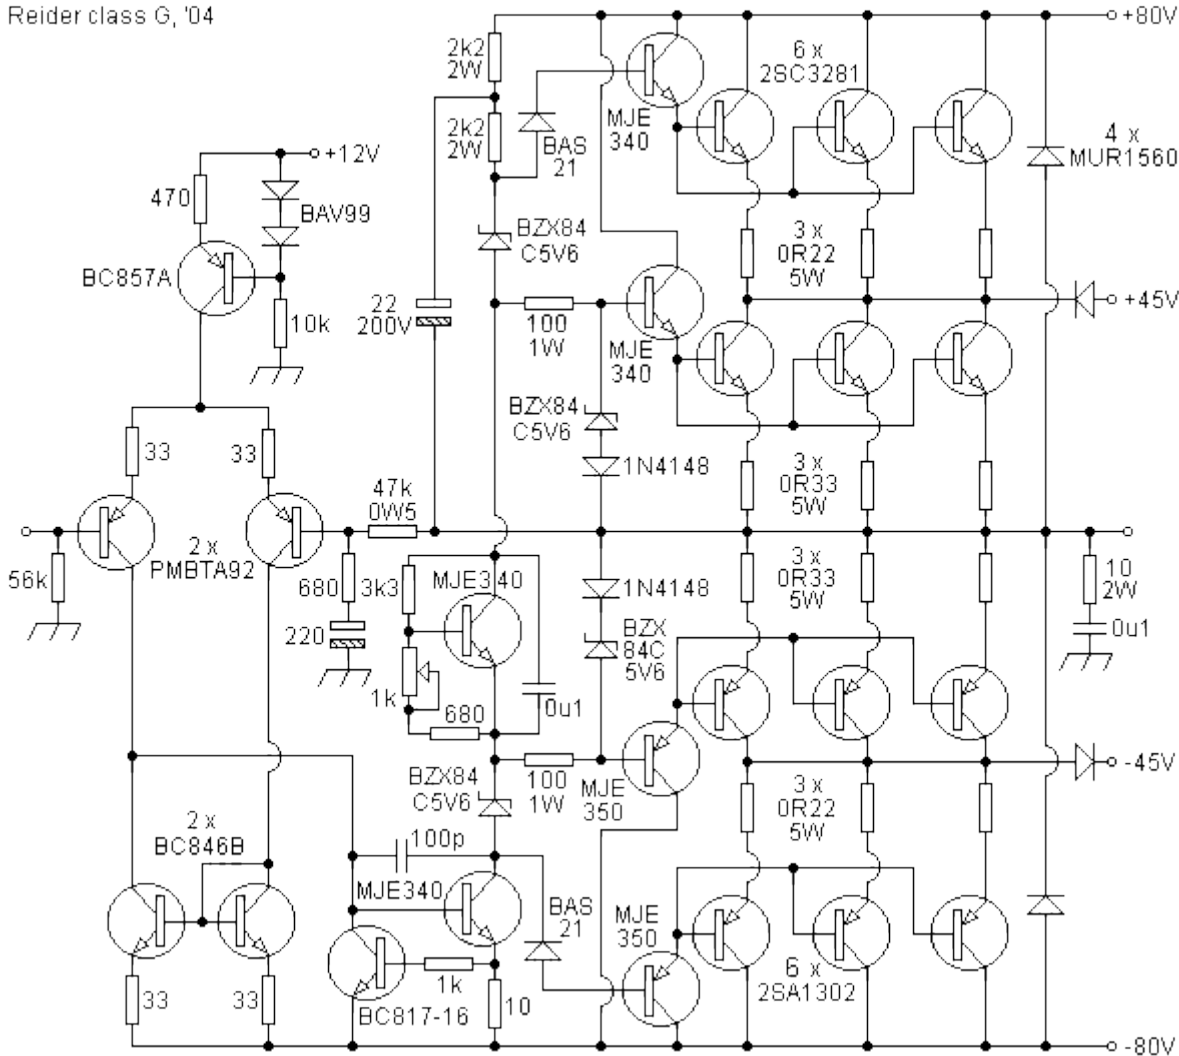 Reider class G, '04
+80V
2k2
2W
6 x
2SC3281
MJE
340
2k2
2W
BAS
21
4 x
MUR1560
+12V
470
BAV99
BZX84
C5V6
3 x
0R22
5W
BC857A
10k
22
200V
100
1W
MJE
340
+45V
BZX84
C5V6
33
33
1N4148
3 x
0R33
5W
47k
0W5
2 x
PMBTA92
56k
680
220
3k3
MJE340
1N4148
3 x
0R33
5W
10
2W
0u1
BZX
84C
5V6
1k
680
0u1
BZX84
C5V6
100
1W
MJE
350
-45V
3 x
0R22
5W
2 x
BC846B
100p
MJE340
BAS
21
MJE
350
6 x
2SA1302
33
33
1k
BC817-16
10
-80V